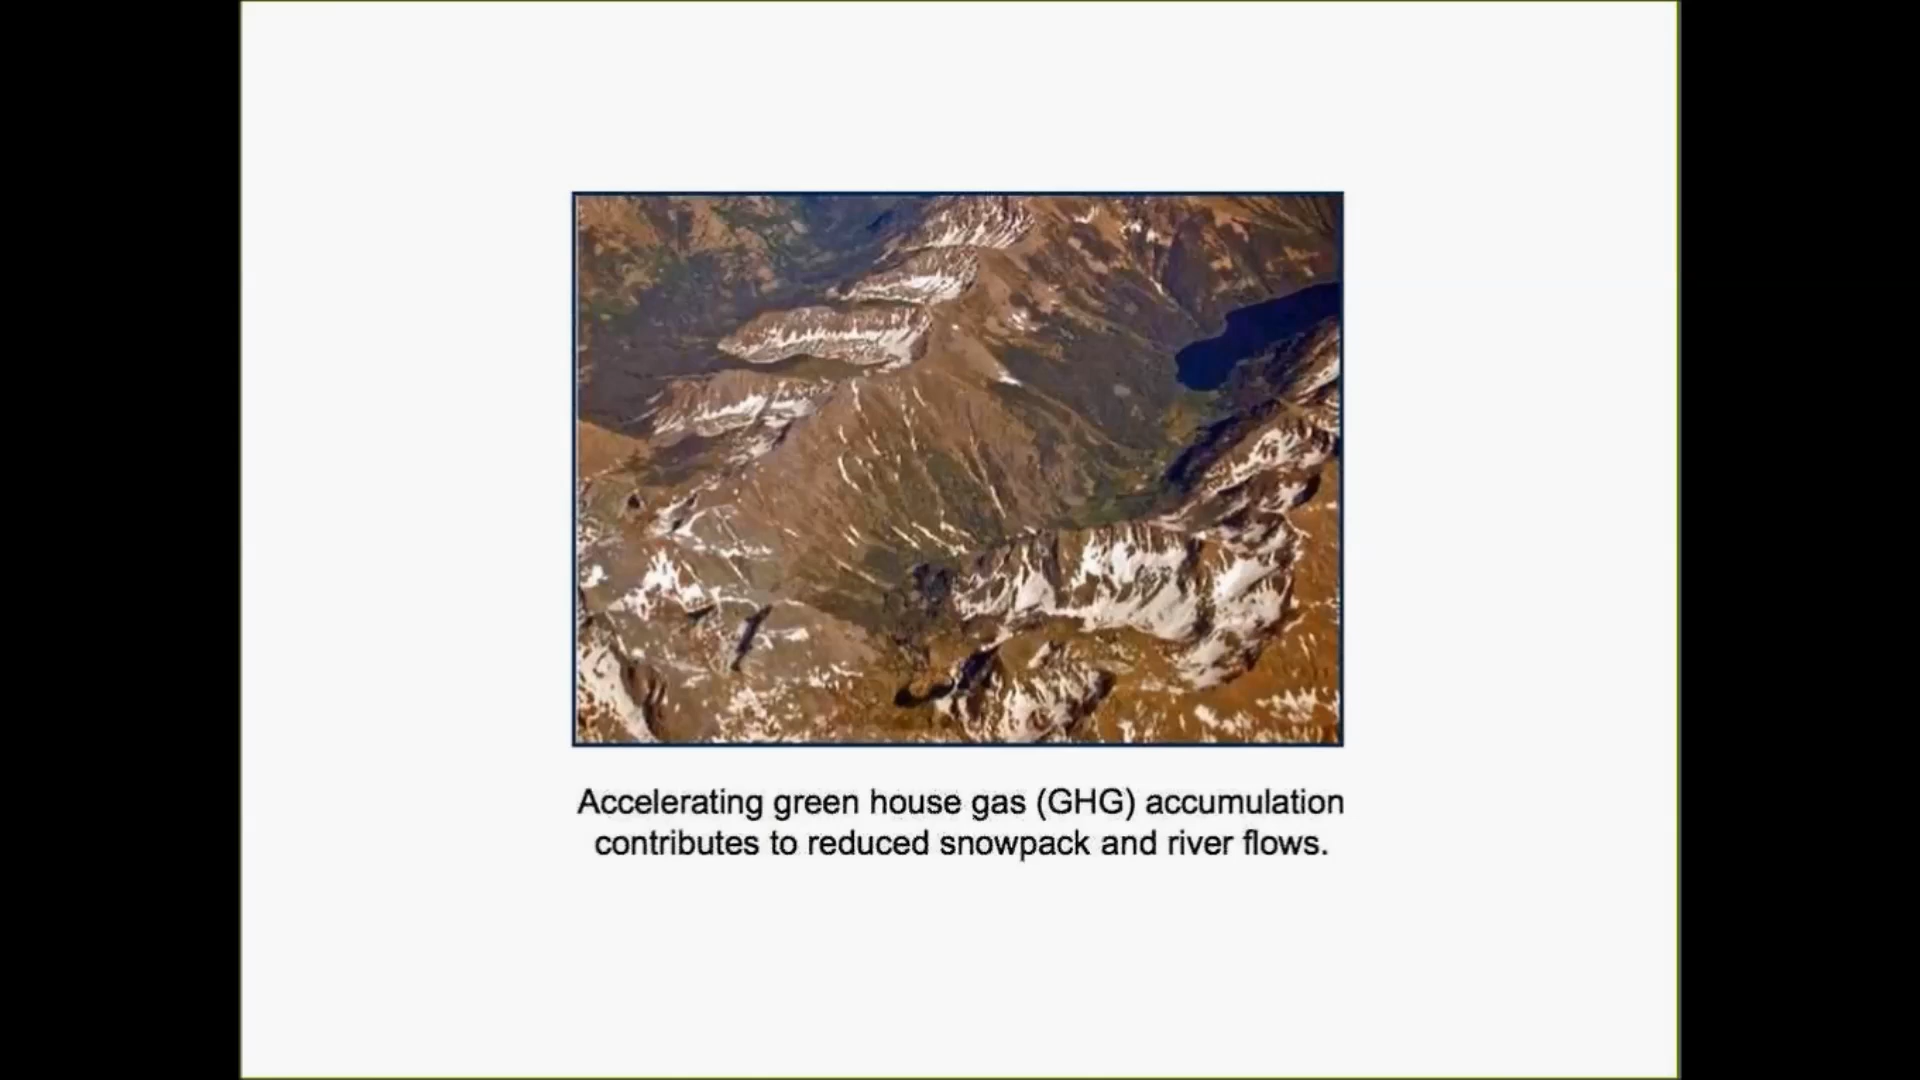 Accelerating green house gas (GHG) accumulation
contributes to reduced snowpack and river flows.